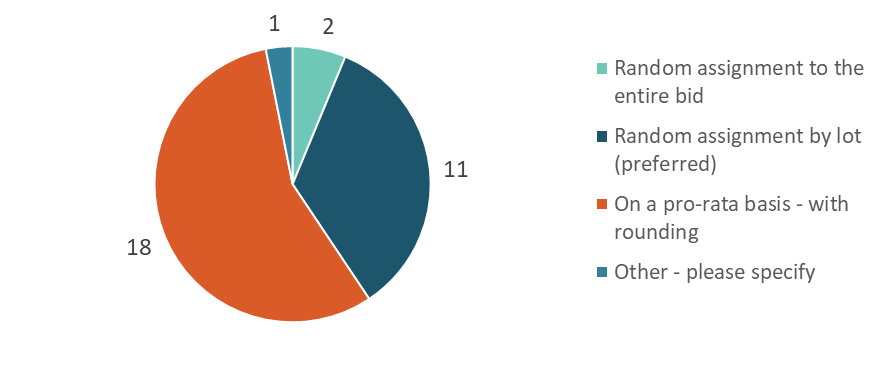 1
2
11
18
Random assignment to the
entire bid
Random assignment by lot
(preferred)
On a pro-rata basis - with
rounding
Other - please specify